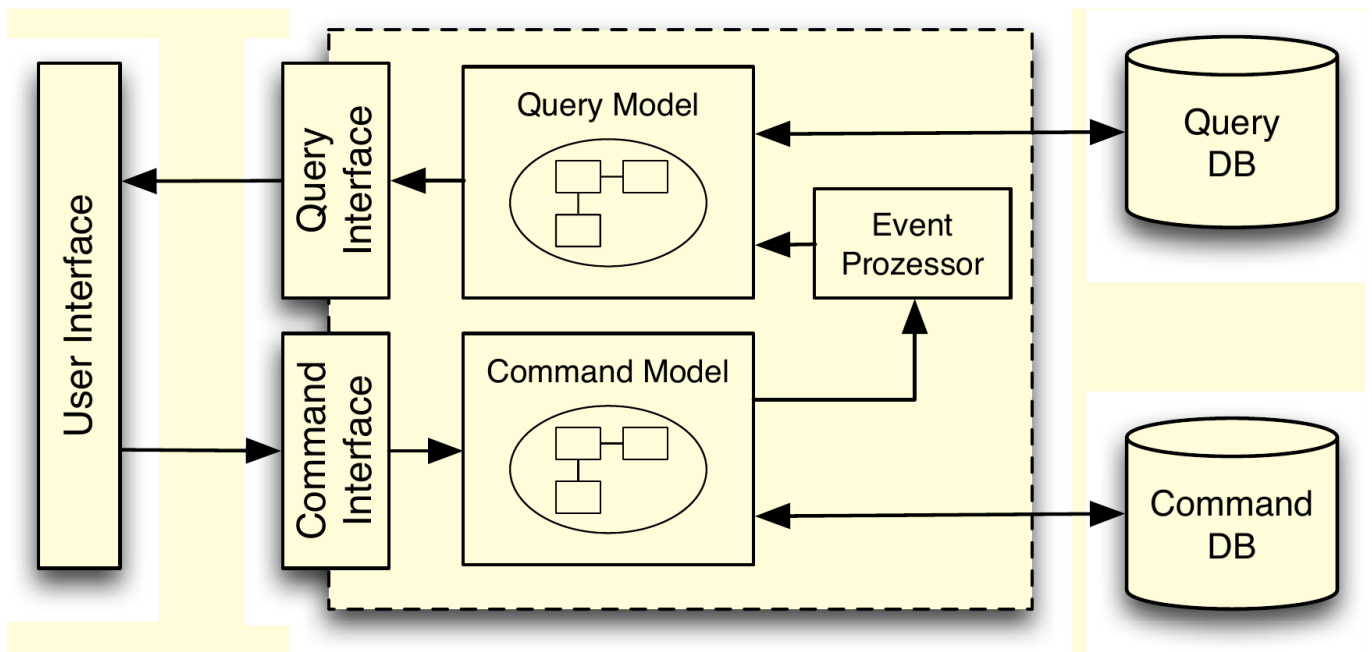 User Interface
Query
Interface
Query Model
Query
DB
Event
Prozessor
Command
Interface
Command Model
Command
DB